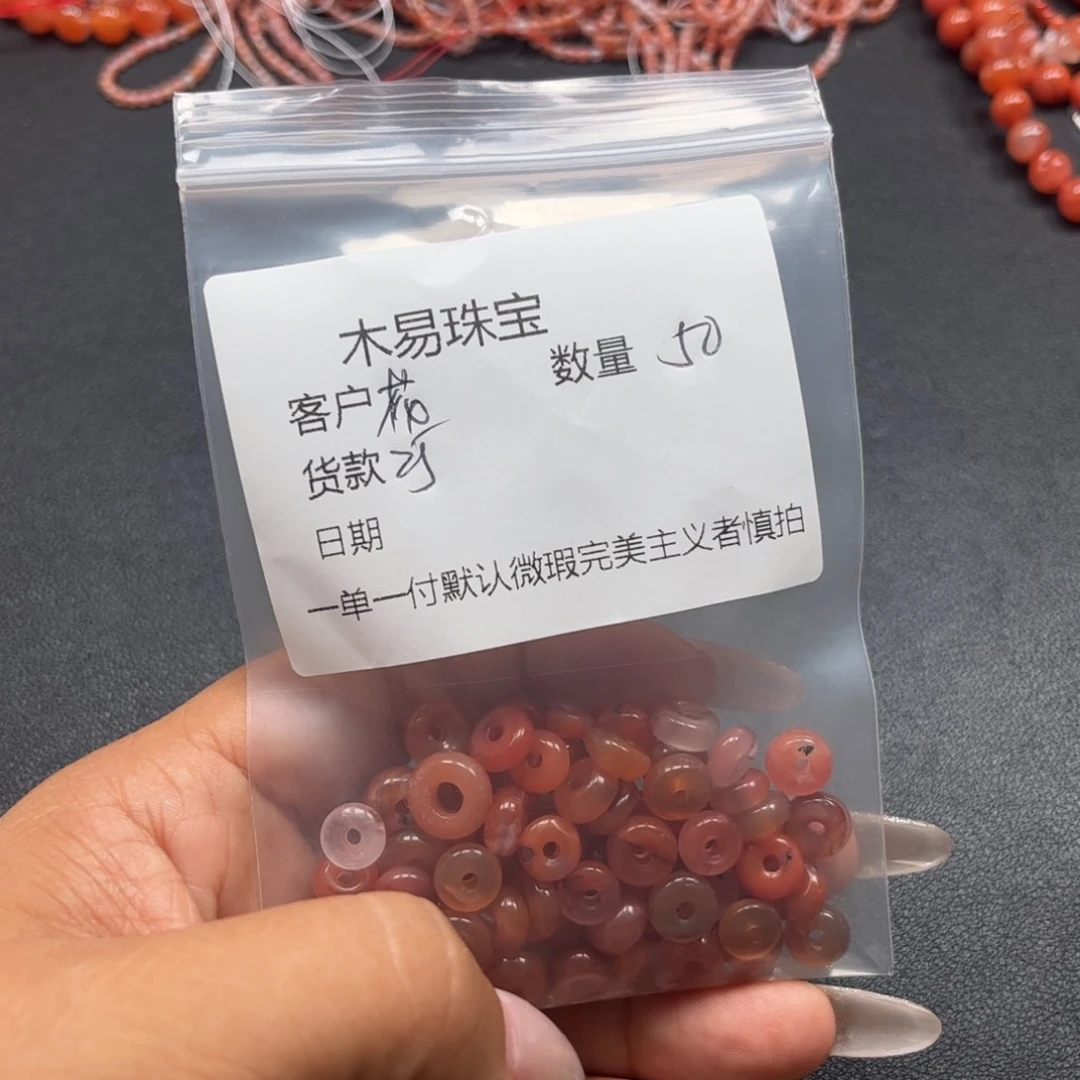 木易珠宝
数量 50
客户
货款 25
日期
一单一付默认微瑕完美主义者慎拍